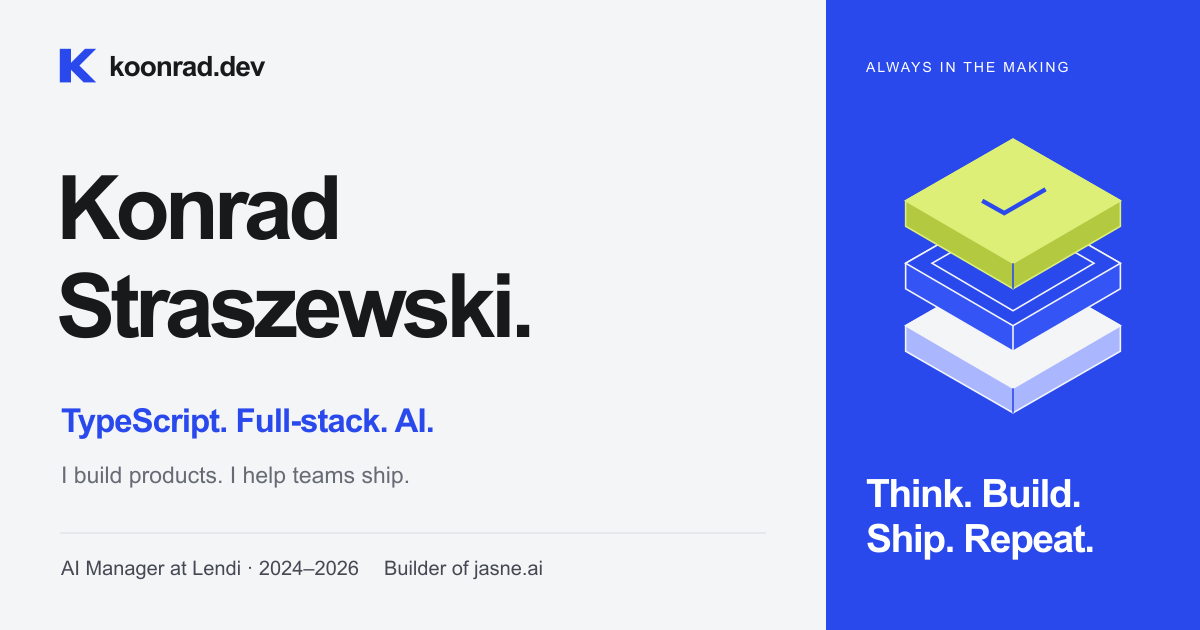 koonrad.dev
Konrad
Straszewski.
TypeScript. Full-stack. AI.
I build products. I help teams ship.
AI Manager at Lendi · 2024–2026 Builder of jasne.ai
ALWAYS IN THE MAKING
Think. Build.
Ship. Repeat.